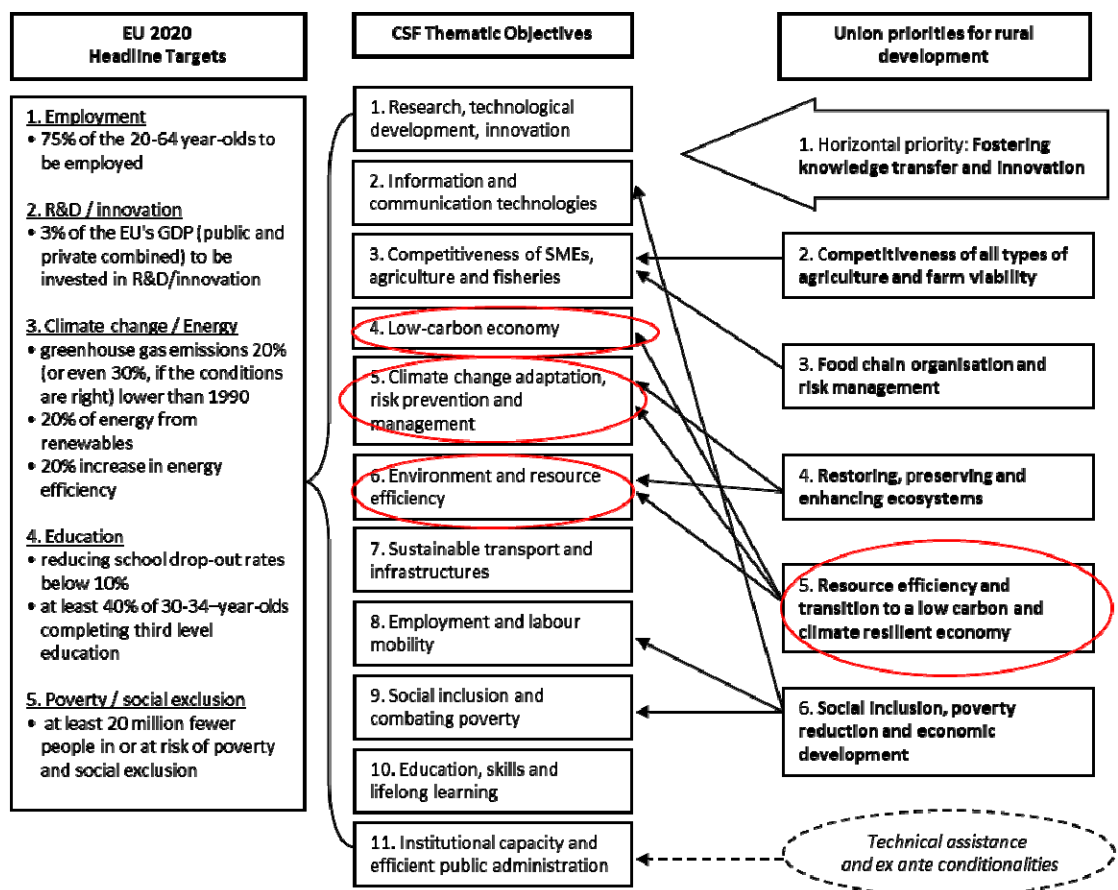 EU 2020
Headline Targets
1. Employment
• 75% of the 20-64 year-olds to
be employed
2. R&D / innovation
• 3% of the EU's GDP (public and
private combined) to be
invested in R&D/innovation
3. Climate change / Energy
• greenhouse gas emissions 20%
(or even 30%, if the conditions
are right) lower than 1990
• 20% of energy from
renewables
• 20% increase in energy
efficiency
4. Education
• reducing school drop-out rates
below 10%
• at least 40% of 30-34–year-olds
completing third level
education
5. Poverty / social exclusion
• at least 20 million fewer
people in or at risk of poverty
and social exclusion
CSF Thematic Objectives
1. Research, technological
development, innovation
2. Information and
communication technologies
3. Competitiveness of SMEs,
agriculture and fisheries
4. Low-carbon economy
5. Climate change adaptation,
risk prevention and
management
6. Environment and resource
efficiency
7. Sustainable transport and
infrastructures
8. Employment and labour
mobility
9. Social inclusion and
combating poverty
10. Education, skills and
lifelong learning
11. Institutional capacity and
efficient public administration
Union priorities for rural
development
1. Horizontal priority: Fostering
knowledge transfer and Innovation
2. Competitiveness of all types of
agriculture and farm viability
3. Food chain organisation and
risk management
4. Restoring, preserving and
enhancing ecosystems
5. Resource efficiency and
transition to a low carbon and
climate resilient economy
6. Social inclusion, poverty
reduction and economic
development
Technical assistance
and ex ante conditionalities